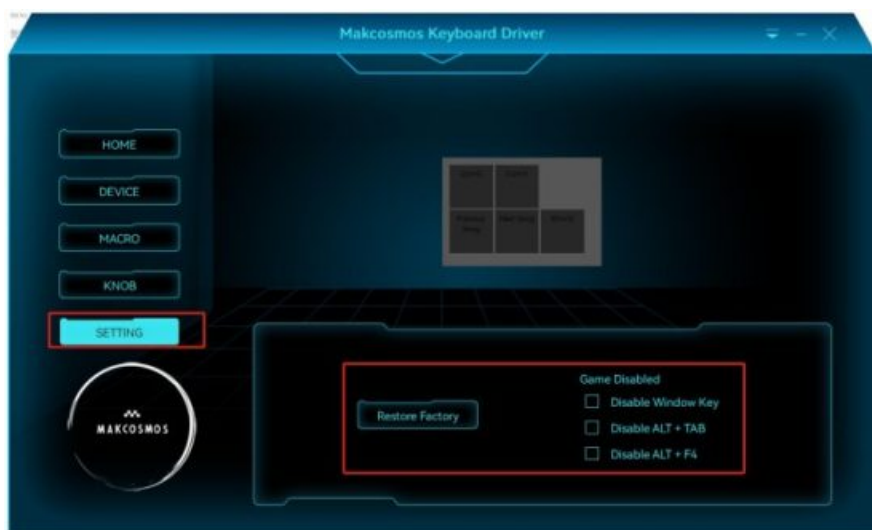 Makcosmos Keyboard Driver
HOME
DEVICE
MACRO
KNOB
SETTING
MAKCOSMOS
Restore Factory
Game Disabled
Disable Window Key
Disable ALT + TAB
Disable ALT + F4